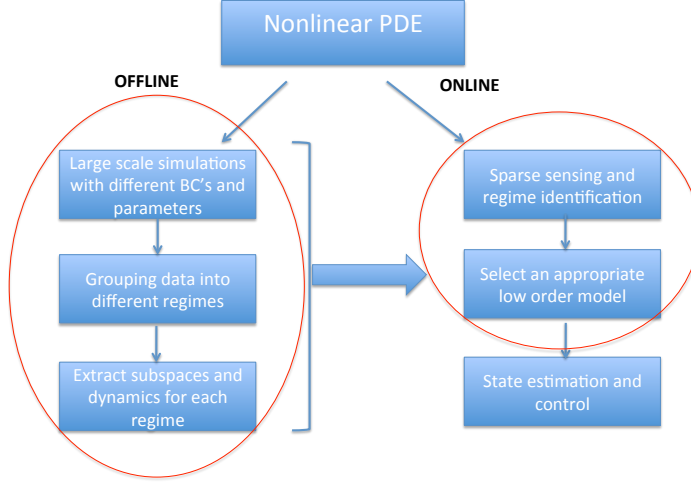 Nonlinear PDE
OFFLINE
ONLINE
Large scale simulations
with different BC's and
parameters
Grouping data into
different regimes
Extract subspaces and
dynamics for each
regime
Sparse sensing and
regime identification
Select an appropriate
low order model
State estimation and
control